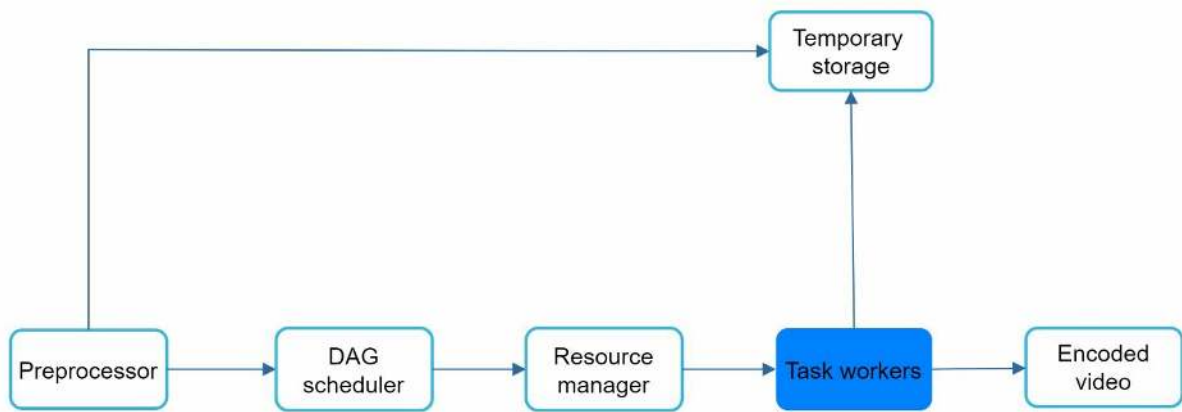 Temporary
storage
Preprocessor
DAG
scheduler
Resource
manager
Task workers
Encoded
video